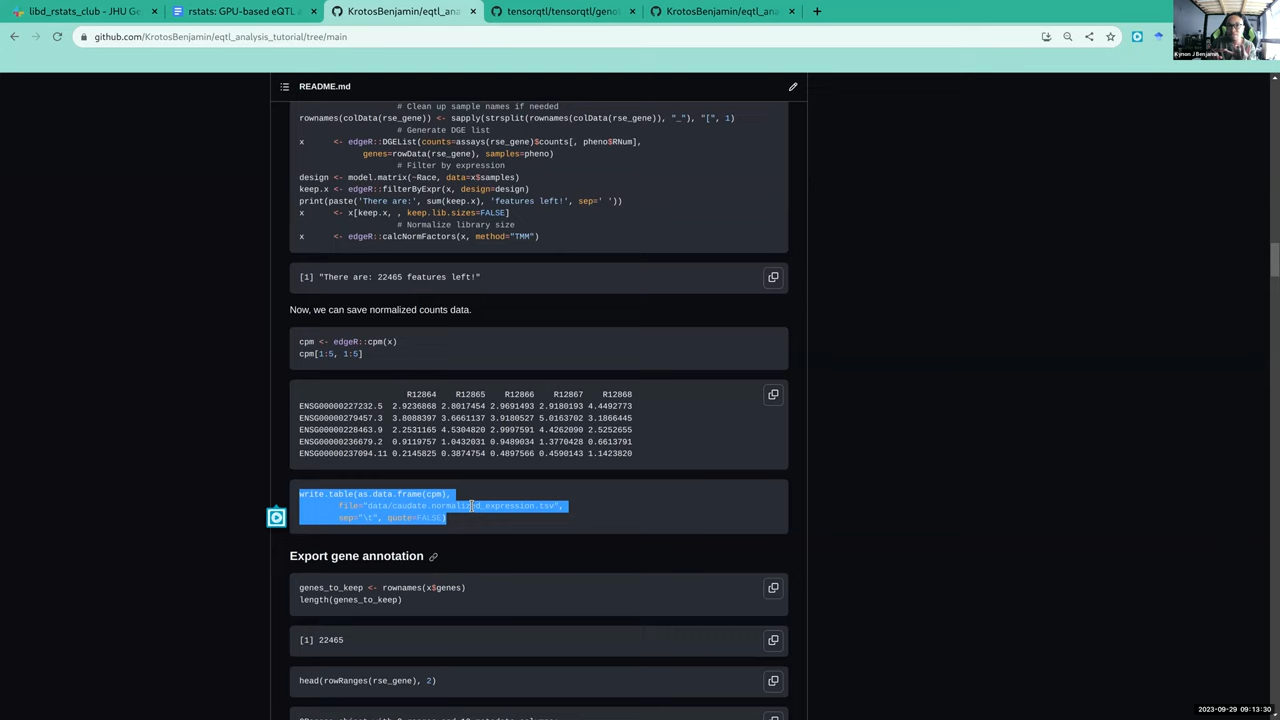 libd_rstats_club - JHU Ge
rstats: GPU-based eQTL A
KrotosBenjamin/eqtl_ana
tensorqtl/tensorqtl/geno
KrotosBenjamin/eqtl_ana
github.com/KrotosBenjamin/eqtl_analysis_tutorial/tree/main
Kynon J Benjamin
README.md
# Clean up sample names if needed
rownames(colData(rse_gene)) <- sapply(strsplit(rownames(colData(rse_gene)), "_"), "[", 1)
# Generate DGE list
x <- edgeR::DGEList(counts=assays(rse_gene)$counts[, pheno$RNum],
genes=rowData(rse_gene), samples=pheno)
# Filter by expression
design <- model.matrix(~Race, data=x$samples)
keep.x <- edgeR::filterByExpr(x, design=design)
print(paste('There are:', sum(keep.x), 'features left!', sep=' '))
x <- x[keep.x, , keep.lib.sizes=FALSE]
# Normalize library size
x <- edgeR::calcNormFactors(x, method="TMM")
[1] "There are: 22465 features left!"
Now, we can save normalized counts data.
cpm <- edgeR::cpm(x)
cpm[1:5, 1:5]
R12864 R12865 R12866 R12867 R12868
ENSG00000227232.5 2.9236868 2.8017454 2.9691493 2.9180193 4.4492773
ENSG00000279457.3 3.8088397 3.6661137 3.9180527 5.0163702 3.1866445
ENSG00000228463.9 2.2531165 4.5304820 2.9997591 4.4262090 2.5252655
ENSG00000236679.2 0.9119757 1.0432031 0.9489034 1.3770428 0.6613791
ENSG00000237094.11 0.2145825 0.3874754 0.4897566 0.4590143 1.1423820
write.table(as.data.frame(cpm),
file="data/caudate.normalized_expression.tsv",
sep="\t", quote=FALSE)
Export gene annotation
genes_to_keep <- rownames(x$genes)
length(genes_to_keep)
[1] 22465
head(rowRanges(rse_gene), 2)
2023-09-29 09:13:30